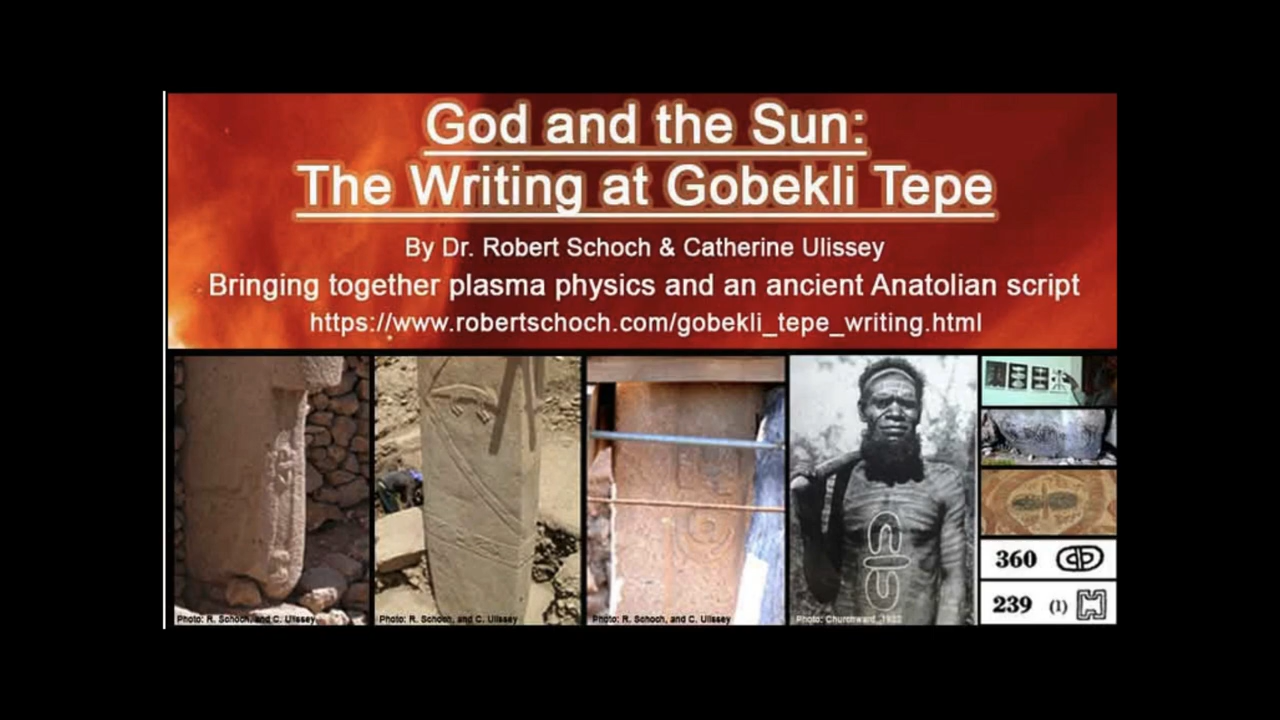 God and the Sun:
The Writing at Gobekli Tepe
By Dr. Robert Schoch & Catherine Ulissey
Bringing together plasma physics and an ancient Anatolian script
https://www.robertschoch.com/gobekli_tepe_writing.html
Photo: R. Schoch, and C. Ulissey
Photo: R. Schoch, and C. Ulissey
Photo: R. Schoch, and C. Ulissey
Photo: Churchward,
360
239 (1)